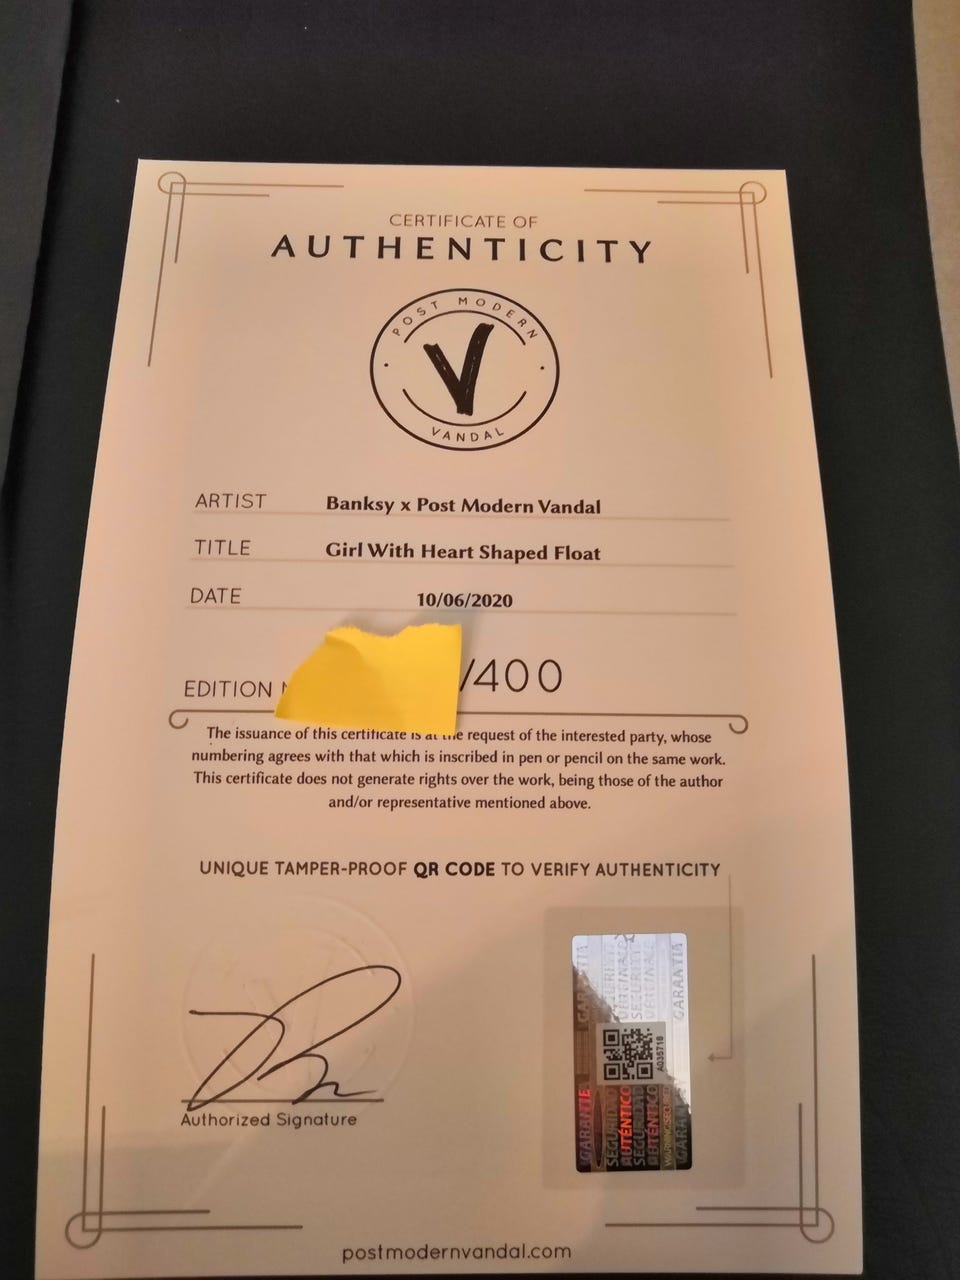 CERTIFICATE OF
AUTHENTICITY
POST MODERN
V
VANDAL
ARTIST Banksy x Post Modern Vandal
TITLE Girl With Heart Shaped Float
DATE 10/06/2020
EDITION /400
The issuance of this certificate is at the request of the interested party, whose
numbering agrees with that which is inscribed in pen or pencil on the same work.
This certificate does not generate rights over the work, being those of the author
and/or representative mentioned above.
UNIQUE TAMPER-PROOF QR CODE TO VERIFY AUTHENTICITY
GARANTIE
SEGURIDAD
AUTÉNTICO
GARANTIA
A035718
Authorized Signature
postmodernvandal.com